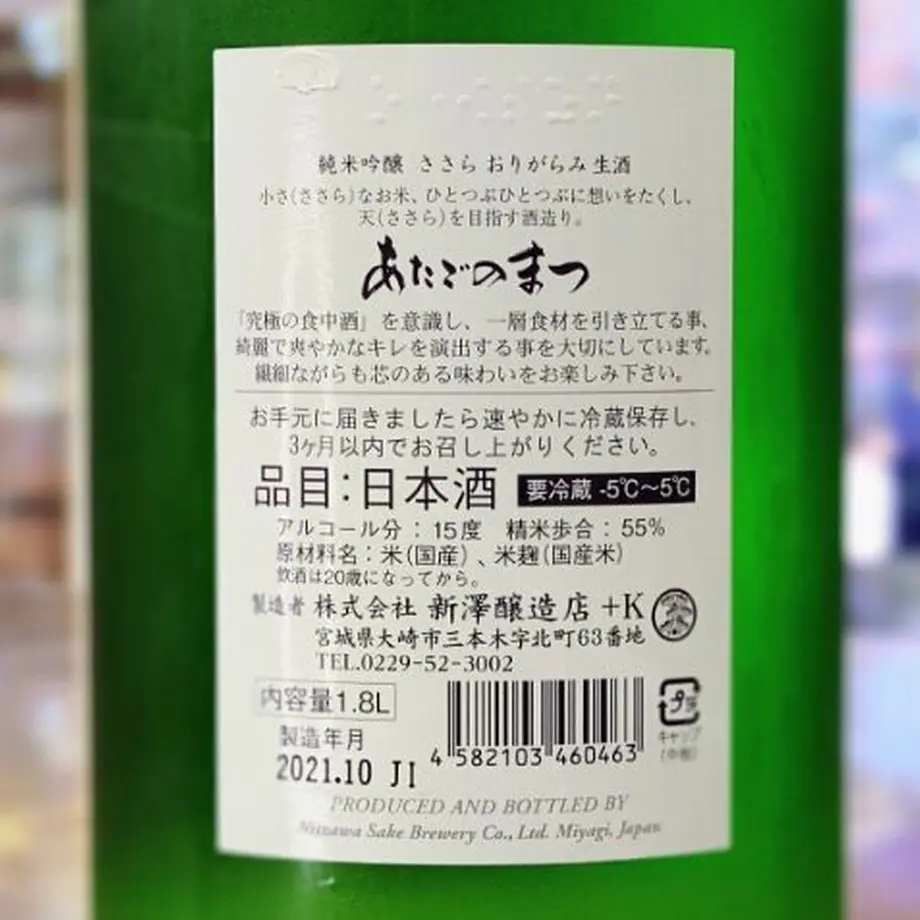 純米吟醸 ささら おりがらみ 生酒
小さ(ささら)なお米、ひとつぶひとつぶに想いをたくし、
天(ささら)を目指す酒造り。
あたごのまつ
「究極の食中酒」を意識し、一層食材を引き立てる事、
綺麗で爽やかなキレを演出する事を大切にしています。
繊細ながらも芯のある味わいをお楽しみ下さい。
お手元に届きましたら速やかに冷蔵保存し、
3ヶ月以内でお召し上がりください。
品目:日本酒 要冷蔵 -5℃~5℃
アルコール分:15度 精米歩合:55%
原材料名:米(国産)、米麹(国産米)
飲酒は20歳になってから。
製造者 株式会社 新澤醸造店 +K
宮城県大崎市三本木字北町63番地
TEL.0229-52-3002
内容量1.8L
製造年月
2021.10 JI
4 582103 460463
プラ
キャップ
(中栓)
PRODUCED AND BOTTLED BY
Niizawa Sake Brewery Co., Ltd. Miyagi, Japan